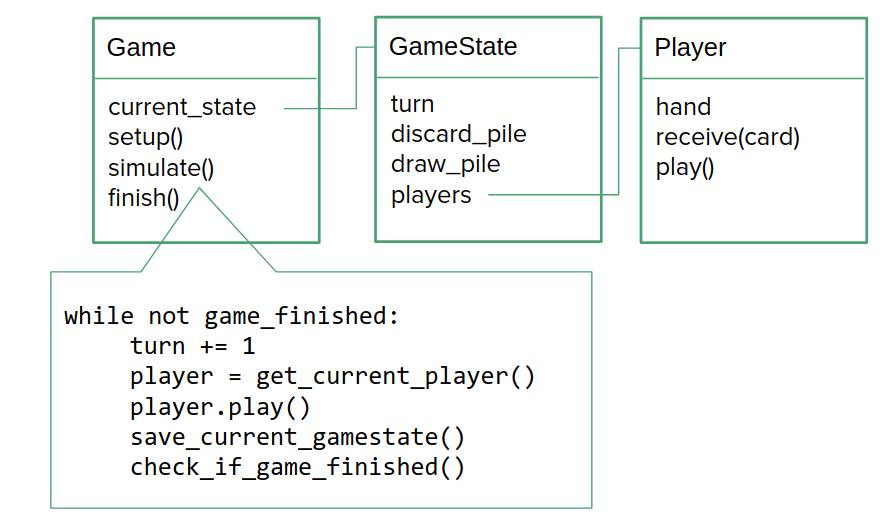 Game
current_state
setup()
simulate()
finish()
GameState
turn
discard_pile
draw_pile
players
Player
hand
receive(card)
play()
while not game_finished:
turn += 1
player = get_current_player()
player.play()
save_current_gamestate()
check_if_game_finished()